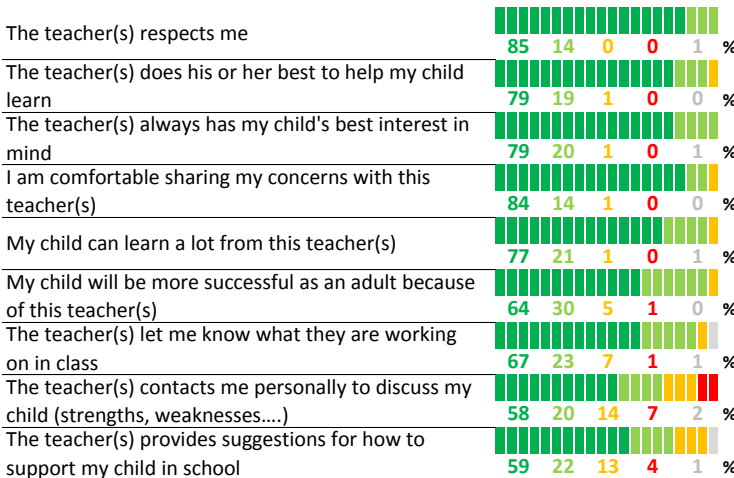 The teacher(s) respects me
85 14 0 0 1 %
The teacher(s) does his or her best to help my child
learn
79 19 1 0 0 %
The teacher(s) always has my child's best interest in
mind
79 20 1 0 1 %
I am comfortable sharing my concerns with this
teacher(s)
84 14 1 0 0 %
My child can learn a lot from this teacher(s)
77 21 1 0 1 %
My child will be more successful as an adult because
of this teacher(s)
64 30 5 1 0 %
The teacher(s) let me know what they are working
on in class
67 23 7 1 1 %
The teacher(s) contacts me personally to discuss my
child (strengths, weaknesses....)
58 20 14 7 2 %
The teacher(s) provides suggestions for how to
support my child in school
59 22 13 4 1 %